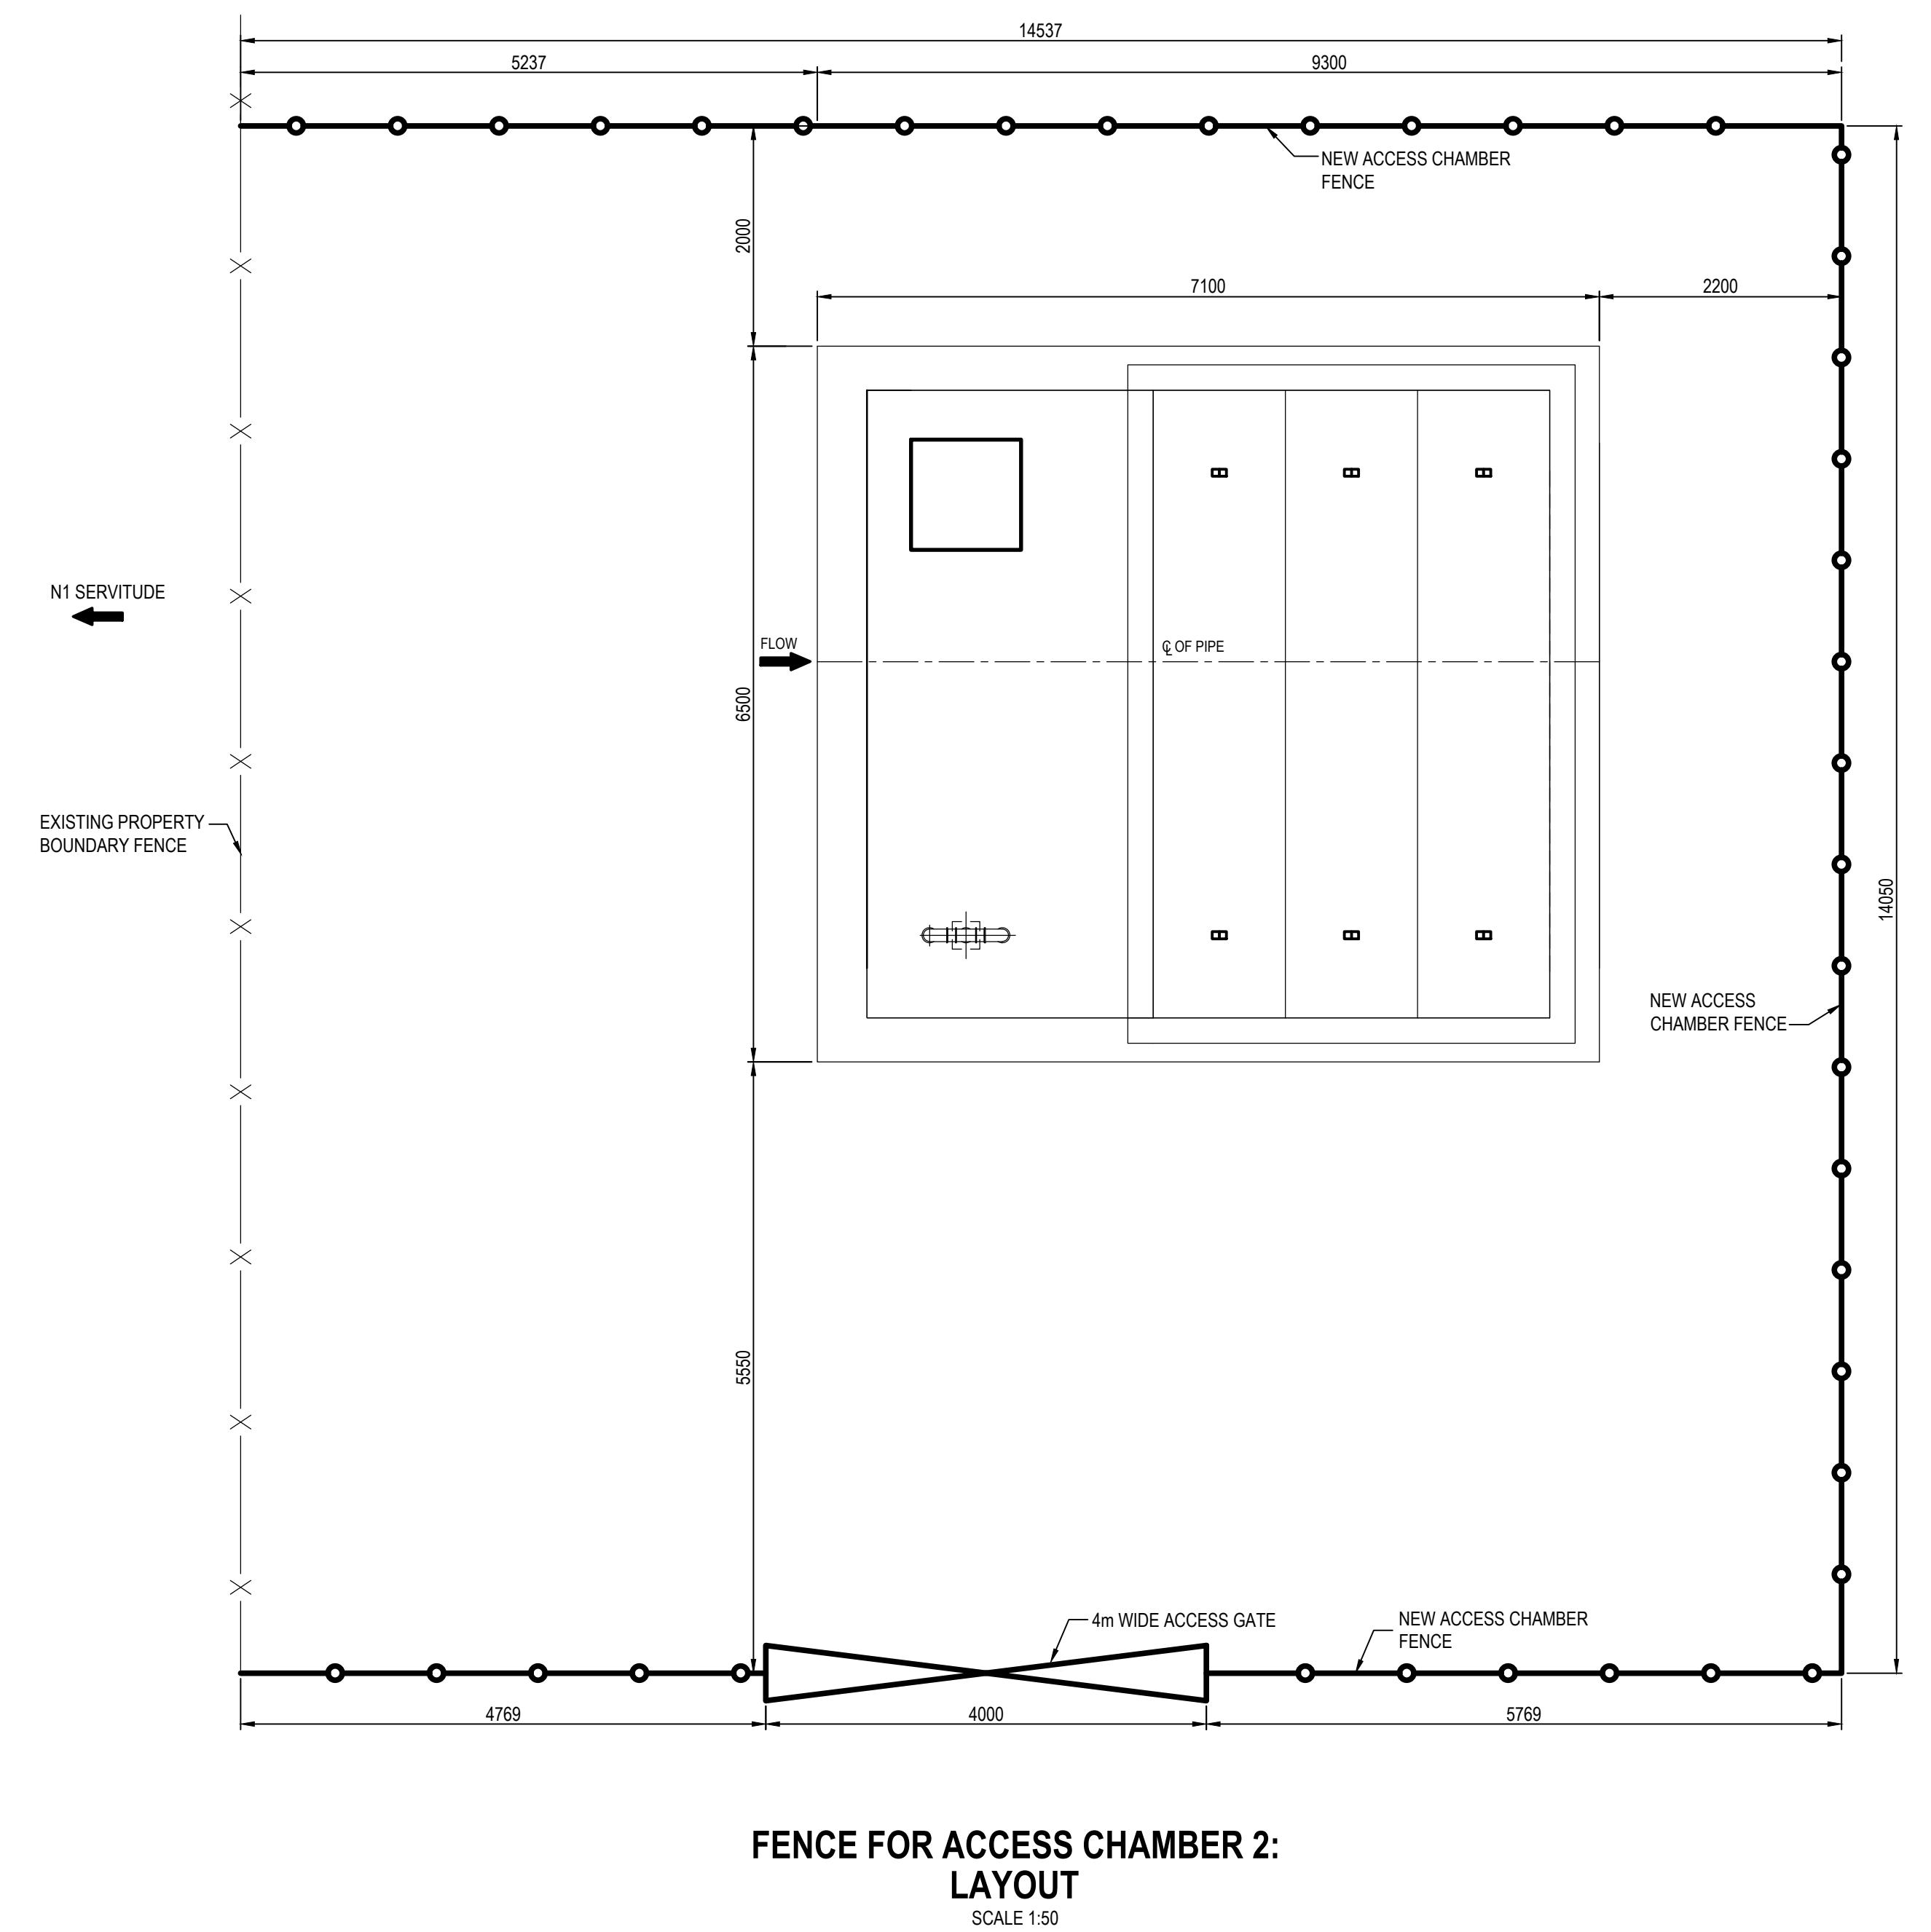 14537
5237
9300
NEW ACCESS CHAMBER
FENCE
2000
7100
2200
N1 SERVITUDE
FLOW
℄ OF PIPE
6500
EXISTING PROPERTY
BOUNDARY FENCE
14050
NEW ACCESS
CHAMBER FENCE
5550
4m WIDE ACCESS GATE
NEW ACCESS CHAMBER
FENCE
4769
4000
5769
FENCE FOR ACCESS CHAMBER 2:
LAYOUT
SCALE 1:50